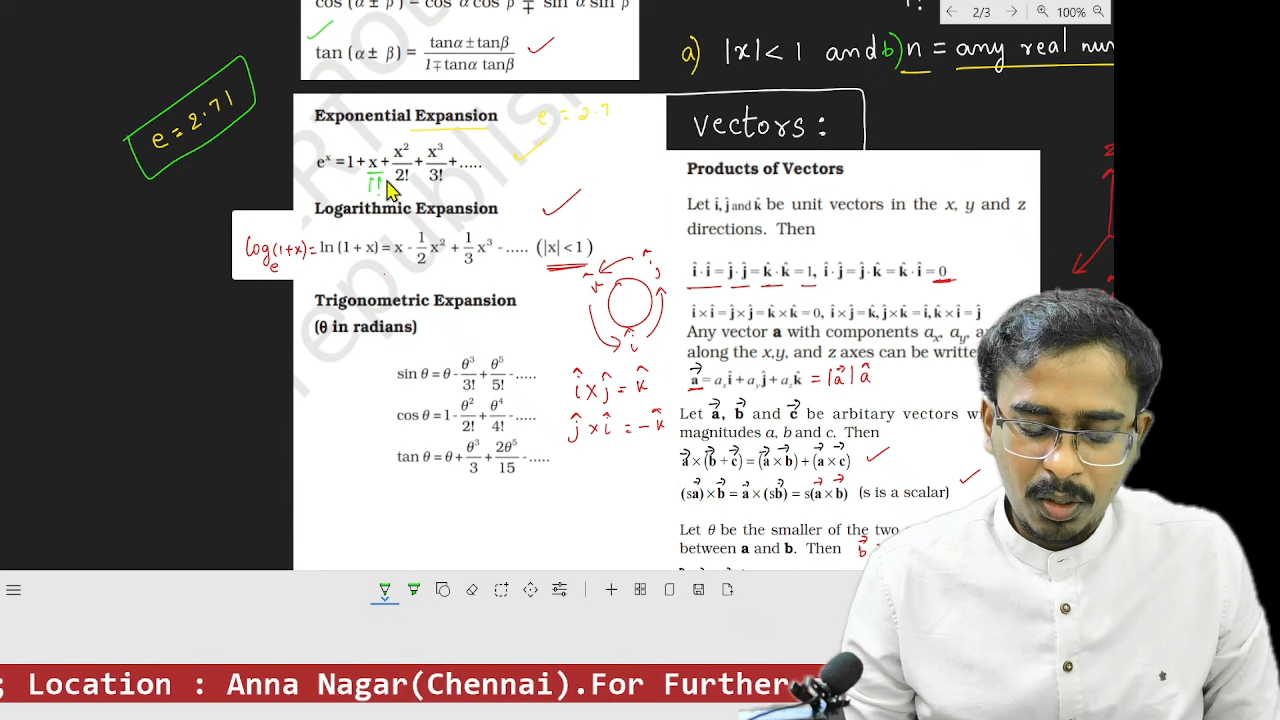 cos (α ± β) = cos α cos β ∓ sin α sin β
tan (α ± β) = (tanα ± tanβ) / (1 ∓ tanα tanβ)
e = 2.71
Exponential Expansion
e = 2.7
eˣ = 1 + x + x²/2! + x³/3! + .....
1!
Logarithmic Expansion
logₑ(1+x) = ln (1 + x) = x - 1/2 x² + 1/3 x³ - ..... (|x| < 1)
Trigonometric Expansion
(θ in radians)
sin θ = θ - θ³/3! + θ⁵/5! - .....
cos θ = 1 - θ²/2! + θ⁴/4! - .....
tan θ = θ + θ³/3 + 2θ⁵/15 - .....
ĵ
k̂
î
î × ĵ = k̂
ĵ × î = -k̂
2/3
100%
a) |x| < 1 and b) n = any real num
Vectors :
Products of Vectors
Let î, ĵ and k̂ be unit vectors in the x, y and z
directions. Then
î · î = ĵ · ĵ = k̂ · k̂ = 1, î · ĵ = ĵ · k̂ = k̂ · î = 0
î × î = ĵ × ĵ = k̂ × k̂ = 0, î × ĵ = k̂, ĵ × k̂ = î, k̂ × î = ĵ
Any vector a with components aₓ, a_y,
along the x,y, and z axes can be
a⃗ = aₓî + a_yĵ + a_zk̂ = |a⃗| â
Let a⃗, b⃗ and c⃗ be arbitary vectors
magnitudes a, b and c. Then
a⃗ × (b⃗ + c⃗) = (a⃗ × b⃗) + (a⃗ × c⃗)
(sa⃗) × b⃗ = a⃗ × (sb⃗) = s(a⃗ × b⃗) (s is a scalar)
Let θ be the smaller of the two
between a and b. Then b⃗
; Location : Anna Nagar(Chennai).For Further